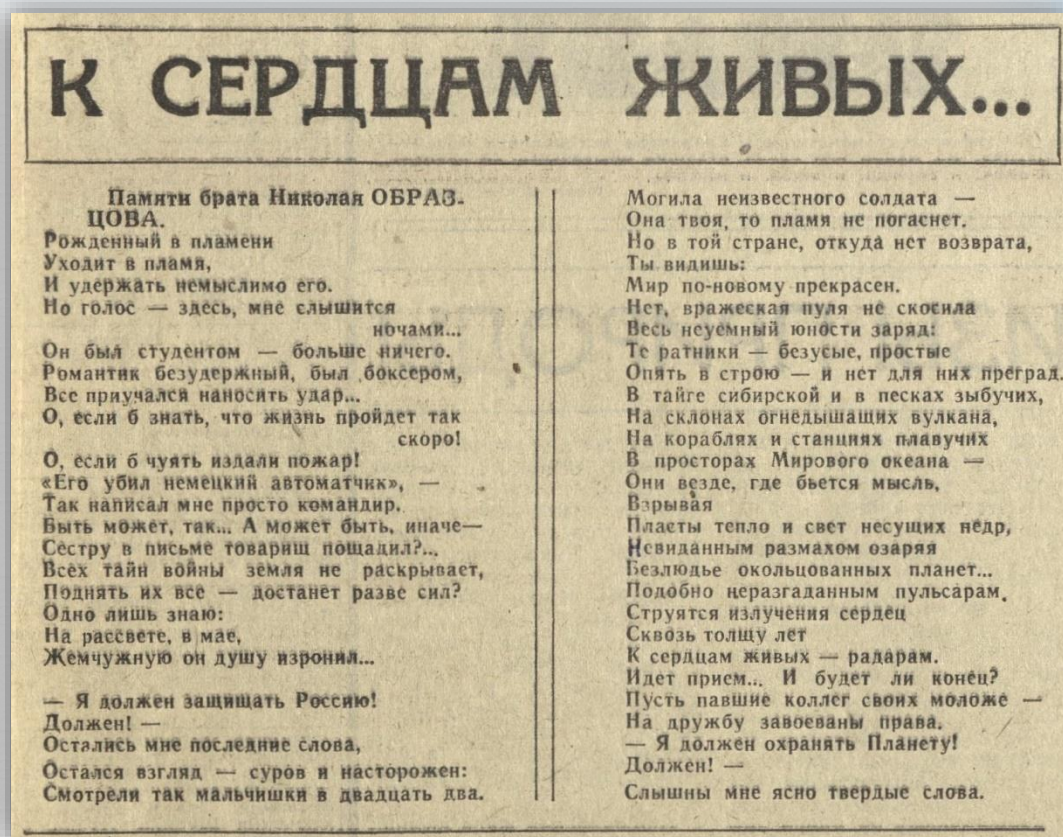 К СЕРДЦАМ ЖИВЫХ...
Памяти брата Николая ОБРАЗ-
ЦОВА.
Рожденный в пламени
Уходит в пламя,
И удержать немыслимо его.
Но голос — здесь, мне слышится
ночами...
Он был студентом — больше ничего.
Романтик безудержный, был боксером,
Все приучался наносить удар...
О, если б знать, что жизнь пройдет так
скоро!
О, если б чуять издали пожар!
«Его убил немецкий автоматчик», —
Так написал мне просто командир.
Быть может, так... А может быть, иначе—
Сестру в письме товарищ пощадил?...
Всех тайн войны земля не раскрывает,
Поднять их все — достанет разве сил?
Одно лишь знаю:
На рассвете, в мае,
Жемчужную он душу изронил...
— Я должен защищать Россию!
Должен! —
Остались мне последние слова,
Остался взгляд — суров и насторожен:
Смотрели так мальчишки в двадцать два.
Могила неизвестного солдата —
Она твоя, то пламя не погаснет.
Но в той стране, откуда нет возврата,
Ты видишь:
Мир по-новому прекрасен.
Нет, вражеская пуля не скосила
Весь неуемный юности заряд:
Те ратники — безусые, простые
Опять в строю — и нет для них преград.
В тайге сибирской и в песках зыбучих,
На склонах огнедышащих вулкана,
На кораблях и станциях плавучих
В просторах Мирового океана —
Они везде, где бьется мысль,
Взрывая
Пласты тепло и свет несущих недр,
Невиданным размахом озаряя
Безлюдье окольцованных планет...
Подобно неразгаданным пульсарам,
Струятся излучения сердец
Сквозь толщу лет
К сердцам живых — радарам.
Идет прием... И будет ли конец?
Пусть павшие коллег своих моложе —
На дружбу завоеваны права.
— Я должен охранять Планету!
Должен! —
Слышны мне ясно твердые слова.